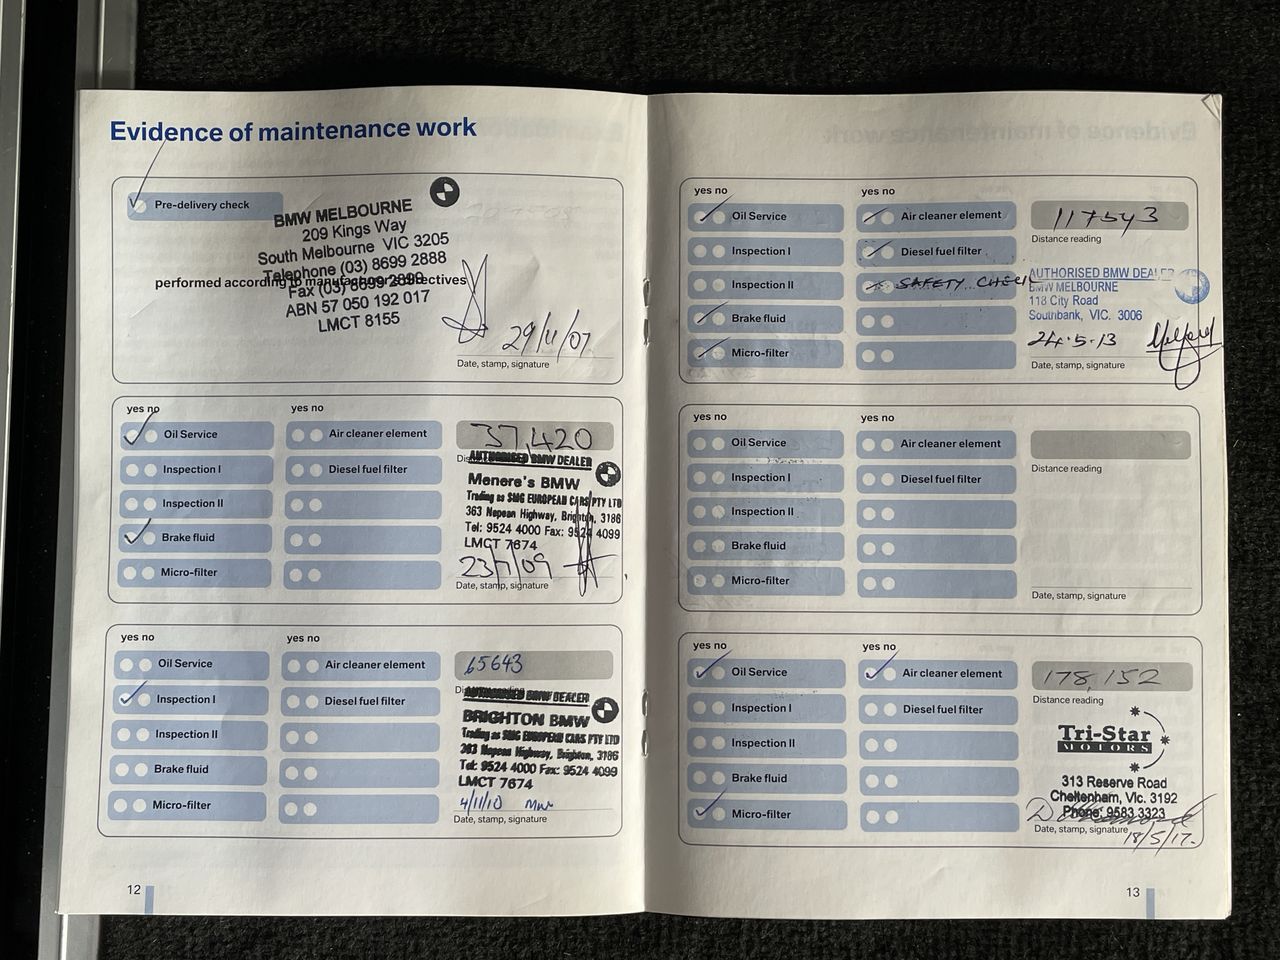 Evidence of maintenance work
Pre-delivery check
BMW MELBOURNE
209 Kings Way
South Melbourne VIC 3205
Telephone (03) 8699 2888
performed according to manufacturer's directives
Fax (03) 8699 2899
ABN 57 050 192 017
LMCT 8155
29/11/07
Date, stamp, signature
yes no yes no
Oil Service Air cleaner element 37,420
Inspection I Diesel fuel filter
Inspection II
Brake fluid
Micro-filter
AUTHORISED BMW DEALER
Menere's BMW
Trading as SMG EUROPEAN CARS PTY LTD
363 Nepean Highway, Brighton, 3186
Tel: 9524 4000 Fax: 9524 4099
LMCT 7674
23/7/09
Date, stamp, signature
yes no yes no
Oil Service Air cleaner element 65643
Inspection I Diesel fuel filter
Inspection II
Brake fluid
Micro-filter
AUTHORISED BMW DEALER
BRIGHTON BMW
Trading as SMG EUROPEAN CARS PTY LTD
363 Nepean Highway, Brighton, 3186
Tel: 9524 4000 Fax: 9524 4099
LMCT 7674
4/11/10
Date, stamp, signature
12
yes no yes no
Oil Service Air cleaner element 117543
Distance reading
Inspection I Diesel fuel filter
Inspection II SAFETY CHECK
Brake fluid
Micro-filter
AUTHORISED BMW DEALER
BMW MELBOURNE
118 City Road
Southbank, VIC. 3006
24.5.13
Date, stamp, signature
yes no yes no
Oil Service Air cleaner element
Distance reading
Inspection I Diesel fuel filter
Inspection II
Brake fluid
Micro-filter
Date, stamp, signature
yes no yes no
Oil Service Air cleaner element 178,152
Distance reading
Inspection I Diesel fuel filter
Inspection II
Brake fluid
Micro-filter
Tri-Star
MOTORS
313 Reserve Road
Cheltenham, Vic. 3192
Phone: 9583 3323
Date, stamp, signature
18/5/17.
13